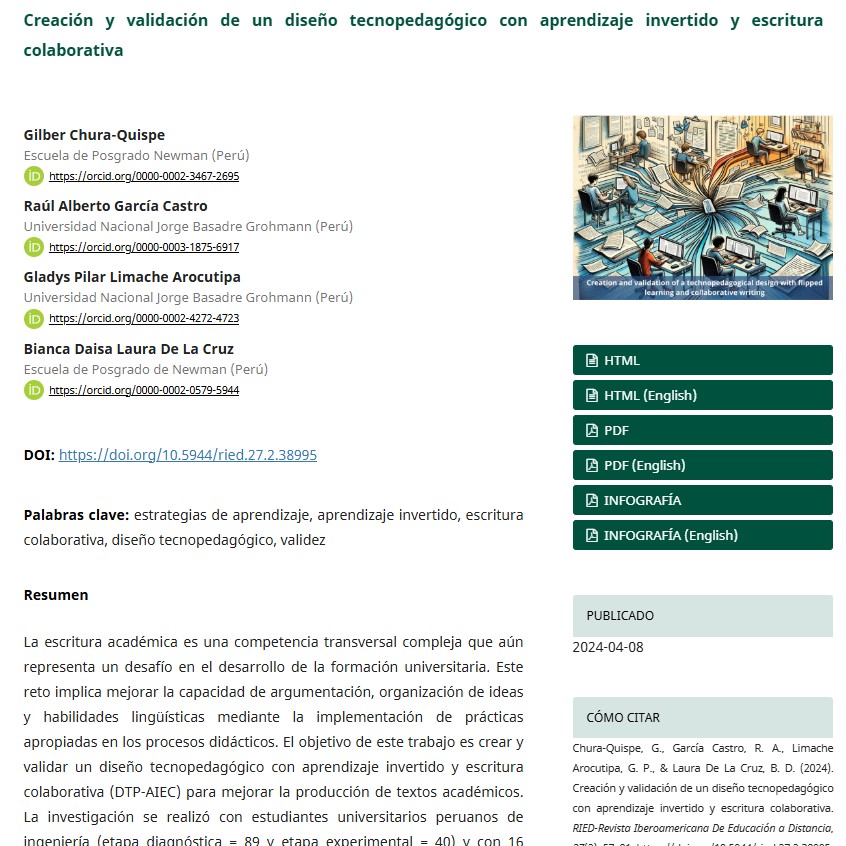 Creación y validación de un diseño tecnopedagógico con aprendizaje invertido y escritura
colaborativa
Gilber Chura-Quispe
Escuela de Posgrado Newman (Perú)
iD https://orcid.org/0000-0002-3467-2695
Raúl Alberto García Castro
Universidad Nacional Jorge Basadre Grohmann (Perú)
iD https://orcid.org/0000-0003-1875-6917
Gladys Pilar Limache Arocutipa
Universidad Nacional Jorge Basadre Grohmann (Perú)
iD https://orcid.org/0000-0002-4272-4723
Bianca Daisa Laura De La Cruz
Escuela de Posgrado de Newman (Perú)
iD https://orcid.org/0000-0002-0579-5944
DOI: https://doi.org/10.5944/ried.27.2.38995
Palabras clave: estrategias de aprendizaje, aprendizaje invertido, escritura
colaborativa, diseño tecnopedagógico, validez
Resumen
La escritura académica es una competencia transversal compleja que aún
representa un desafío en el desarrollo de la formación universitaria. Este
reto implica mejorar la capacidad de argumentación, organización de ideas
y habilidades lingüísticas mediante la implementación de prácticas
apropiadas en los procesos didácticos. El objetivo de este trabajo es crear y
validar un diseño tecnopedagógico con aprendizaje invertido y escritura
colaborativa (DTP-AIEC) para mejorar la producción de textos académicos.
La investigación se realizó con estudiantes universitarios peruanos de
ingeniería (etapa diagnóstica = 89 y etapa experimental = 40) y con 16
Creation and validation of a technopedagogical design with flipped
learning and collaborative writing
HTML
HTML (English)
PDF
PDF (English)
INFOGRAFÍA
INFOGRAFÍA (English)
PUBLICADO
2024-04-08
CÓMO CITAR
Chura-Quispe, G., García Castro, R. A., Limache
Arocutipa, G. P., & Laura De La Cruz, B. D. (2024).
Creación y validación de un diseño tecnopedagógico
con aprendizaje invertido y escritura colaborativa.
RIED-Revista Iberoamericana De Educación a Distancia,